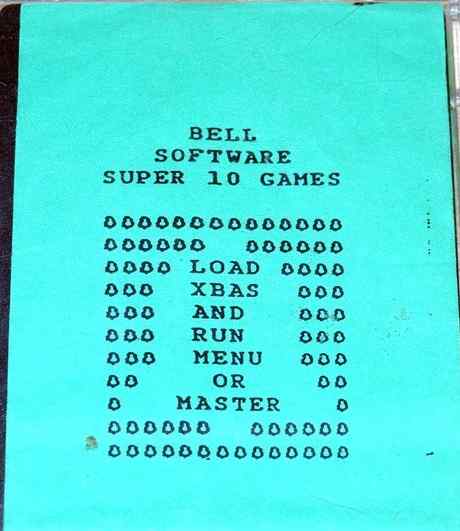 BELL
SOFTWARE
SUPER 10 GAMES
LOAD
XBAS
AND
RUN
MENU
OR
MASTER